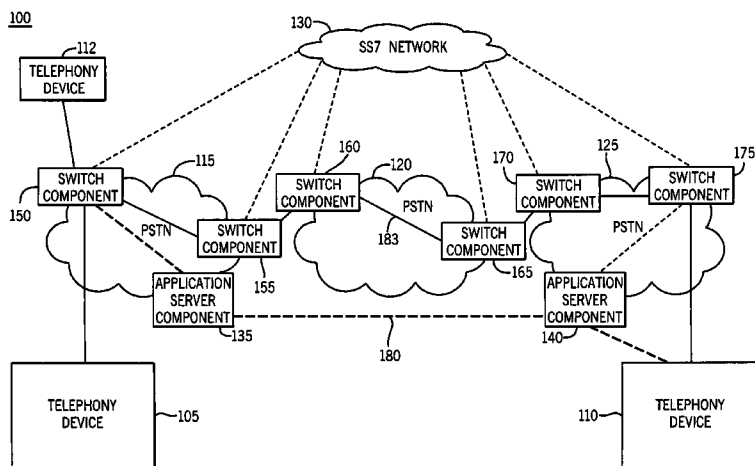 100
130
SS7 NETWORK
112
TELEPHONY
DEVICE
115
160
120
170
125
175
150
SWITCH
COMPONENT
SWITCH
COMPONENT
SWITCH
COMPONENT
SWITCH
COMPONENT
PSTN
183
PSTN
SWITCH
COMPONENT
155
SWITCH
COMPONENT
165
PSTN
APPLICATION
SERVER
COMPONENT
135
180
APPLICATION
SERVER
COMPONENT
140
TELEPHONY
DEVICE
105
110
TELEPHONY
DEVICE